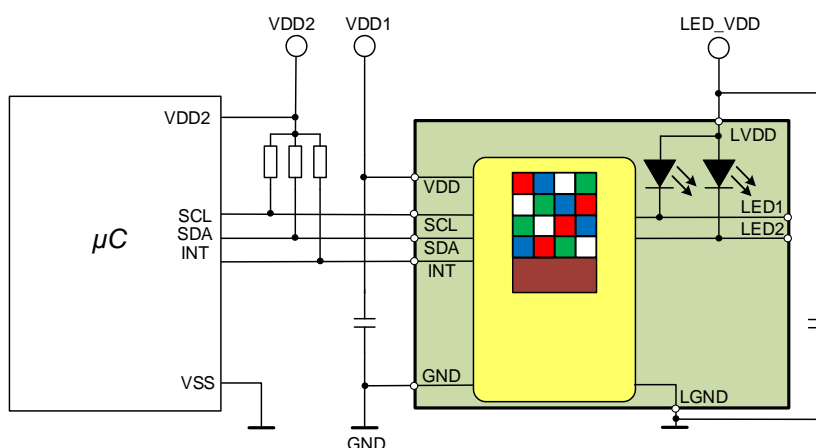 VDD2
VDD1
LED_VDD
VDD2
LVDD
VDD
SCL
SCL
LED1
SDA
SDA
LED2
INT
INT
µC
VSS
GND
LGND
GND